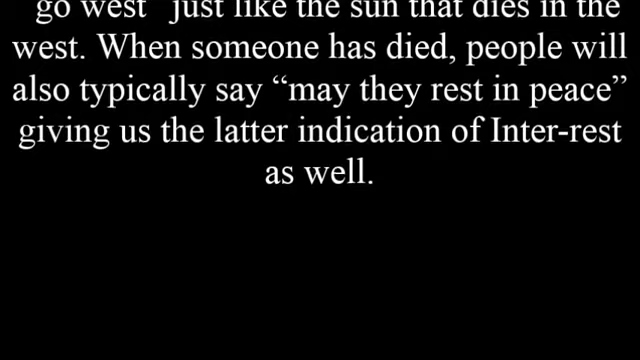 go west” just like the sun that dies in the
west. When someone has died, people will
also typically say “may they rest in peace”
giving us the latter indication of Inter-rest
as well.